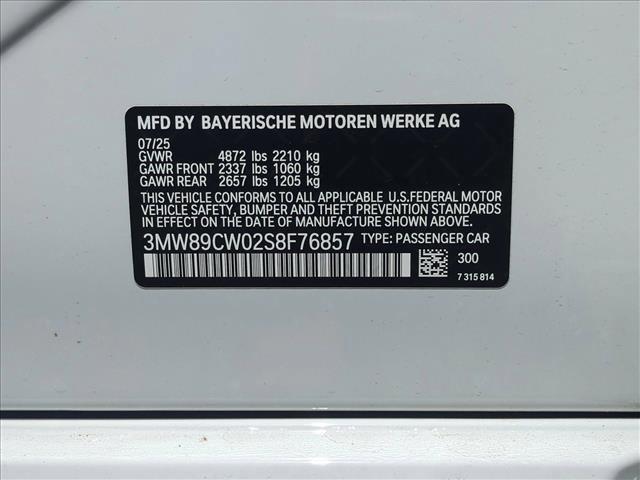 MFD BY BAYERISCHE MOTOREN WERKE AG
07/25
GVWR 4872 lbs 2210 kg
GAWR FRONT 2337 lbs 1060 kg
GAWR REAR 2657 lbs 1205 kg
THIS VEHICLE CONFORMS TO ALL APPLICABLE U.S.FEDERAL MOTOR
VEHICLE SAFETY, BUMPER AND THEFT PREVENTION STANDARDS
IN EFFECT ON THE DATE OF MANUFACTURE SHOWN ABOVE.
3MW89CW02S8F76857 TYPE: PASSENGER CAR
300
7 315 814